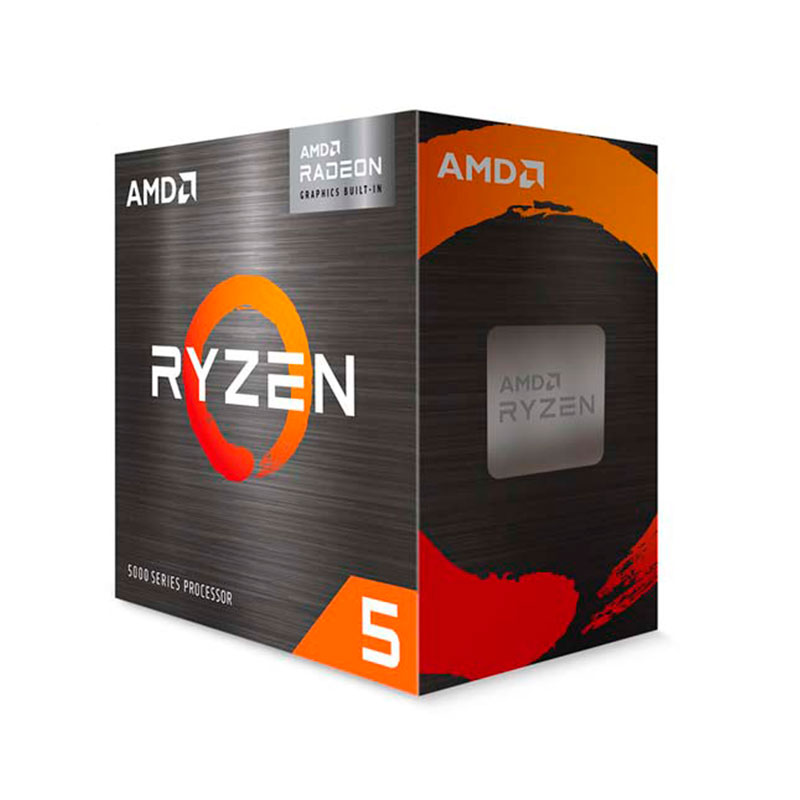 AMD
AMD
RADEON
GRAPHICS BUILT-IN
RYZEN
5000 SERIES PROCESSOR
5
AMD
AMD
RYZEN